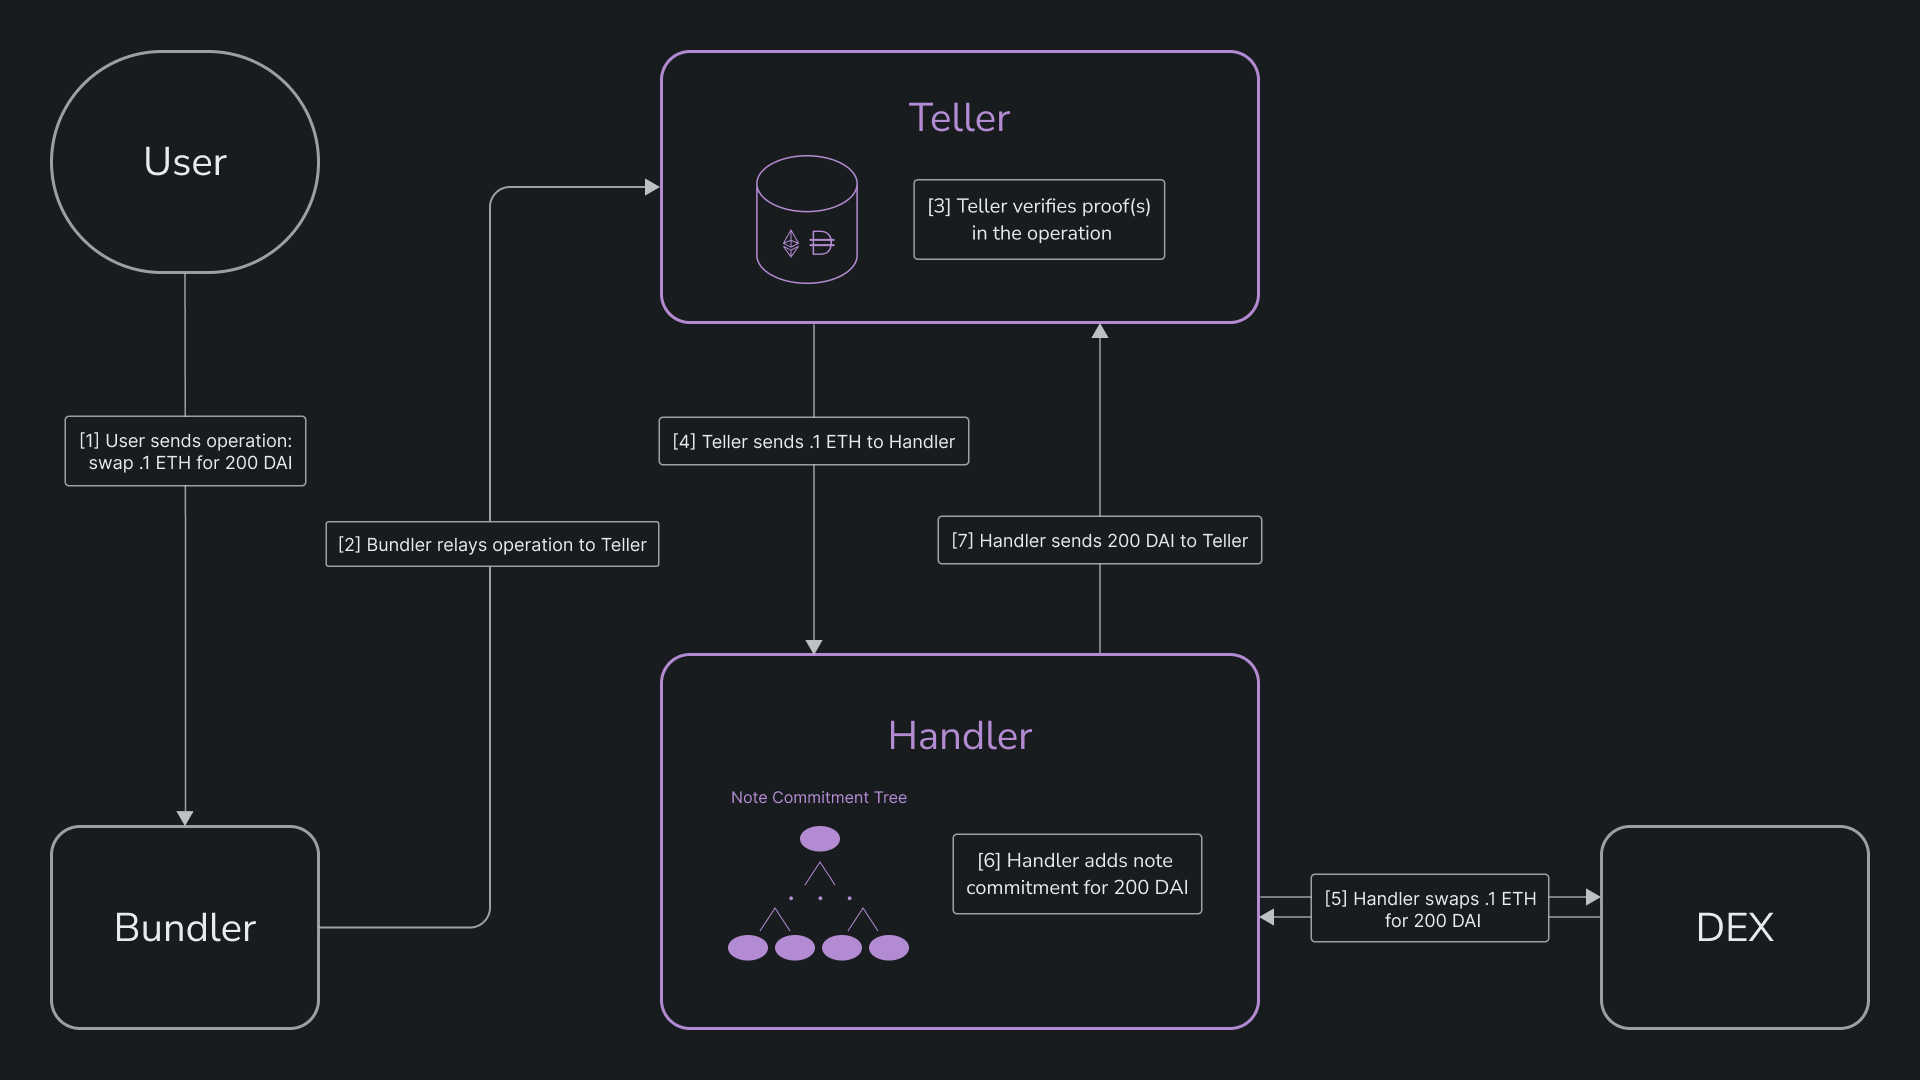 User
Teller
[3] Teller verifies proof(s)
in the operation
[1] User sends operation:
swap .1 ETH for 200 DAI
[4] Teller sends .1 ETH to Handler
[2] Bundler relays operation to Teller
[7] Handler sends 200 DAI to Teller
Handler
Note Commitment Tree
[6] Handler adds note
commitment for 200 DAI
[5] Handler swaps .1 ETH
for 200 DAI
Bundler
DEX